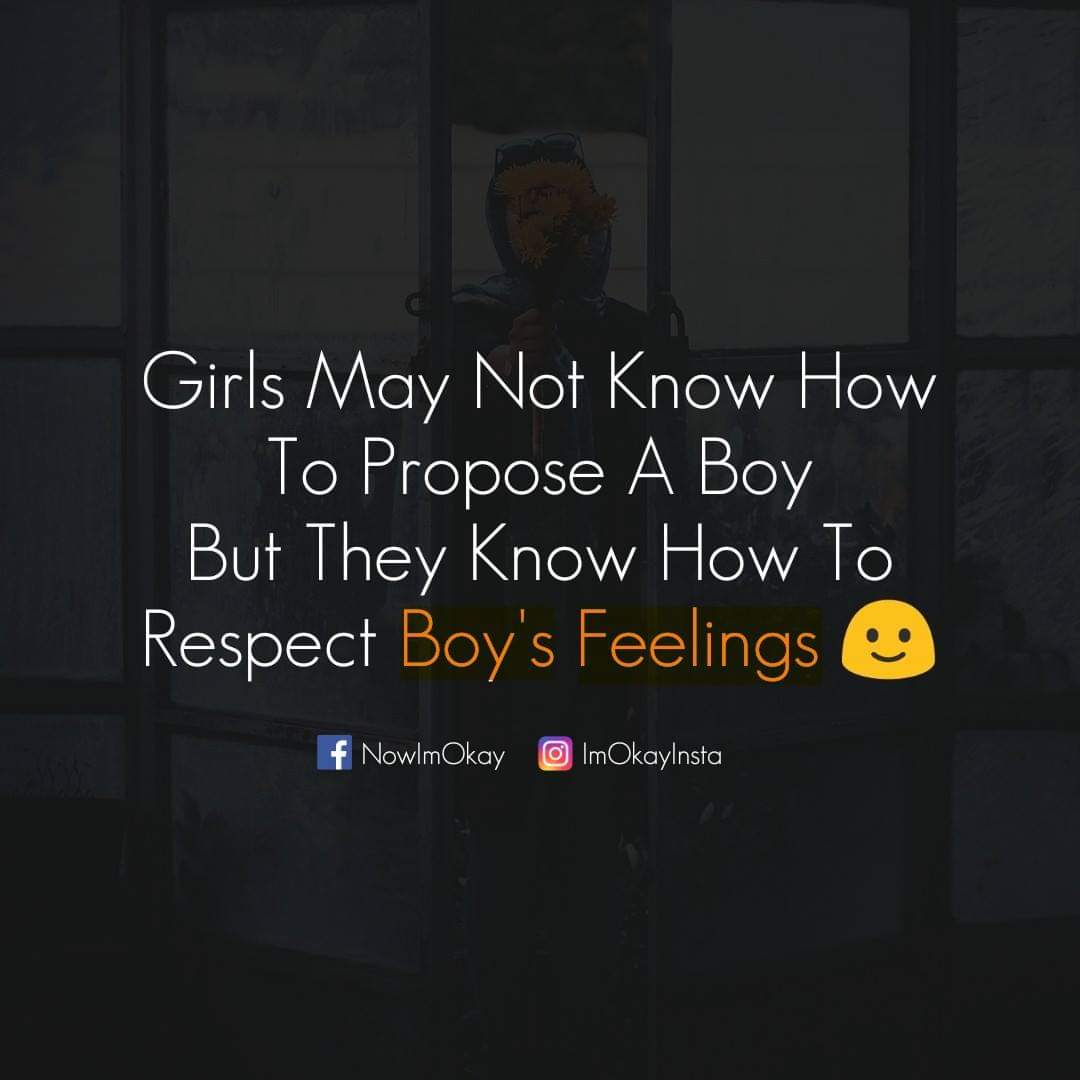 Girls May Not Know How
To Propose A Boy
But They Know How To
Respect Boy's Feelings 🙂
NowImOkay ImOkayInsta